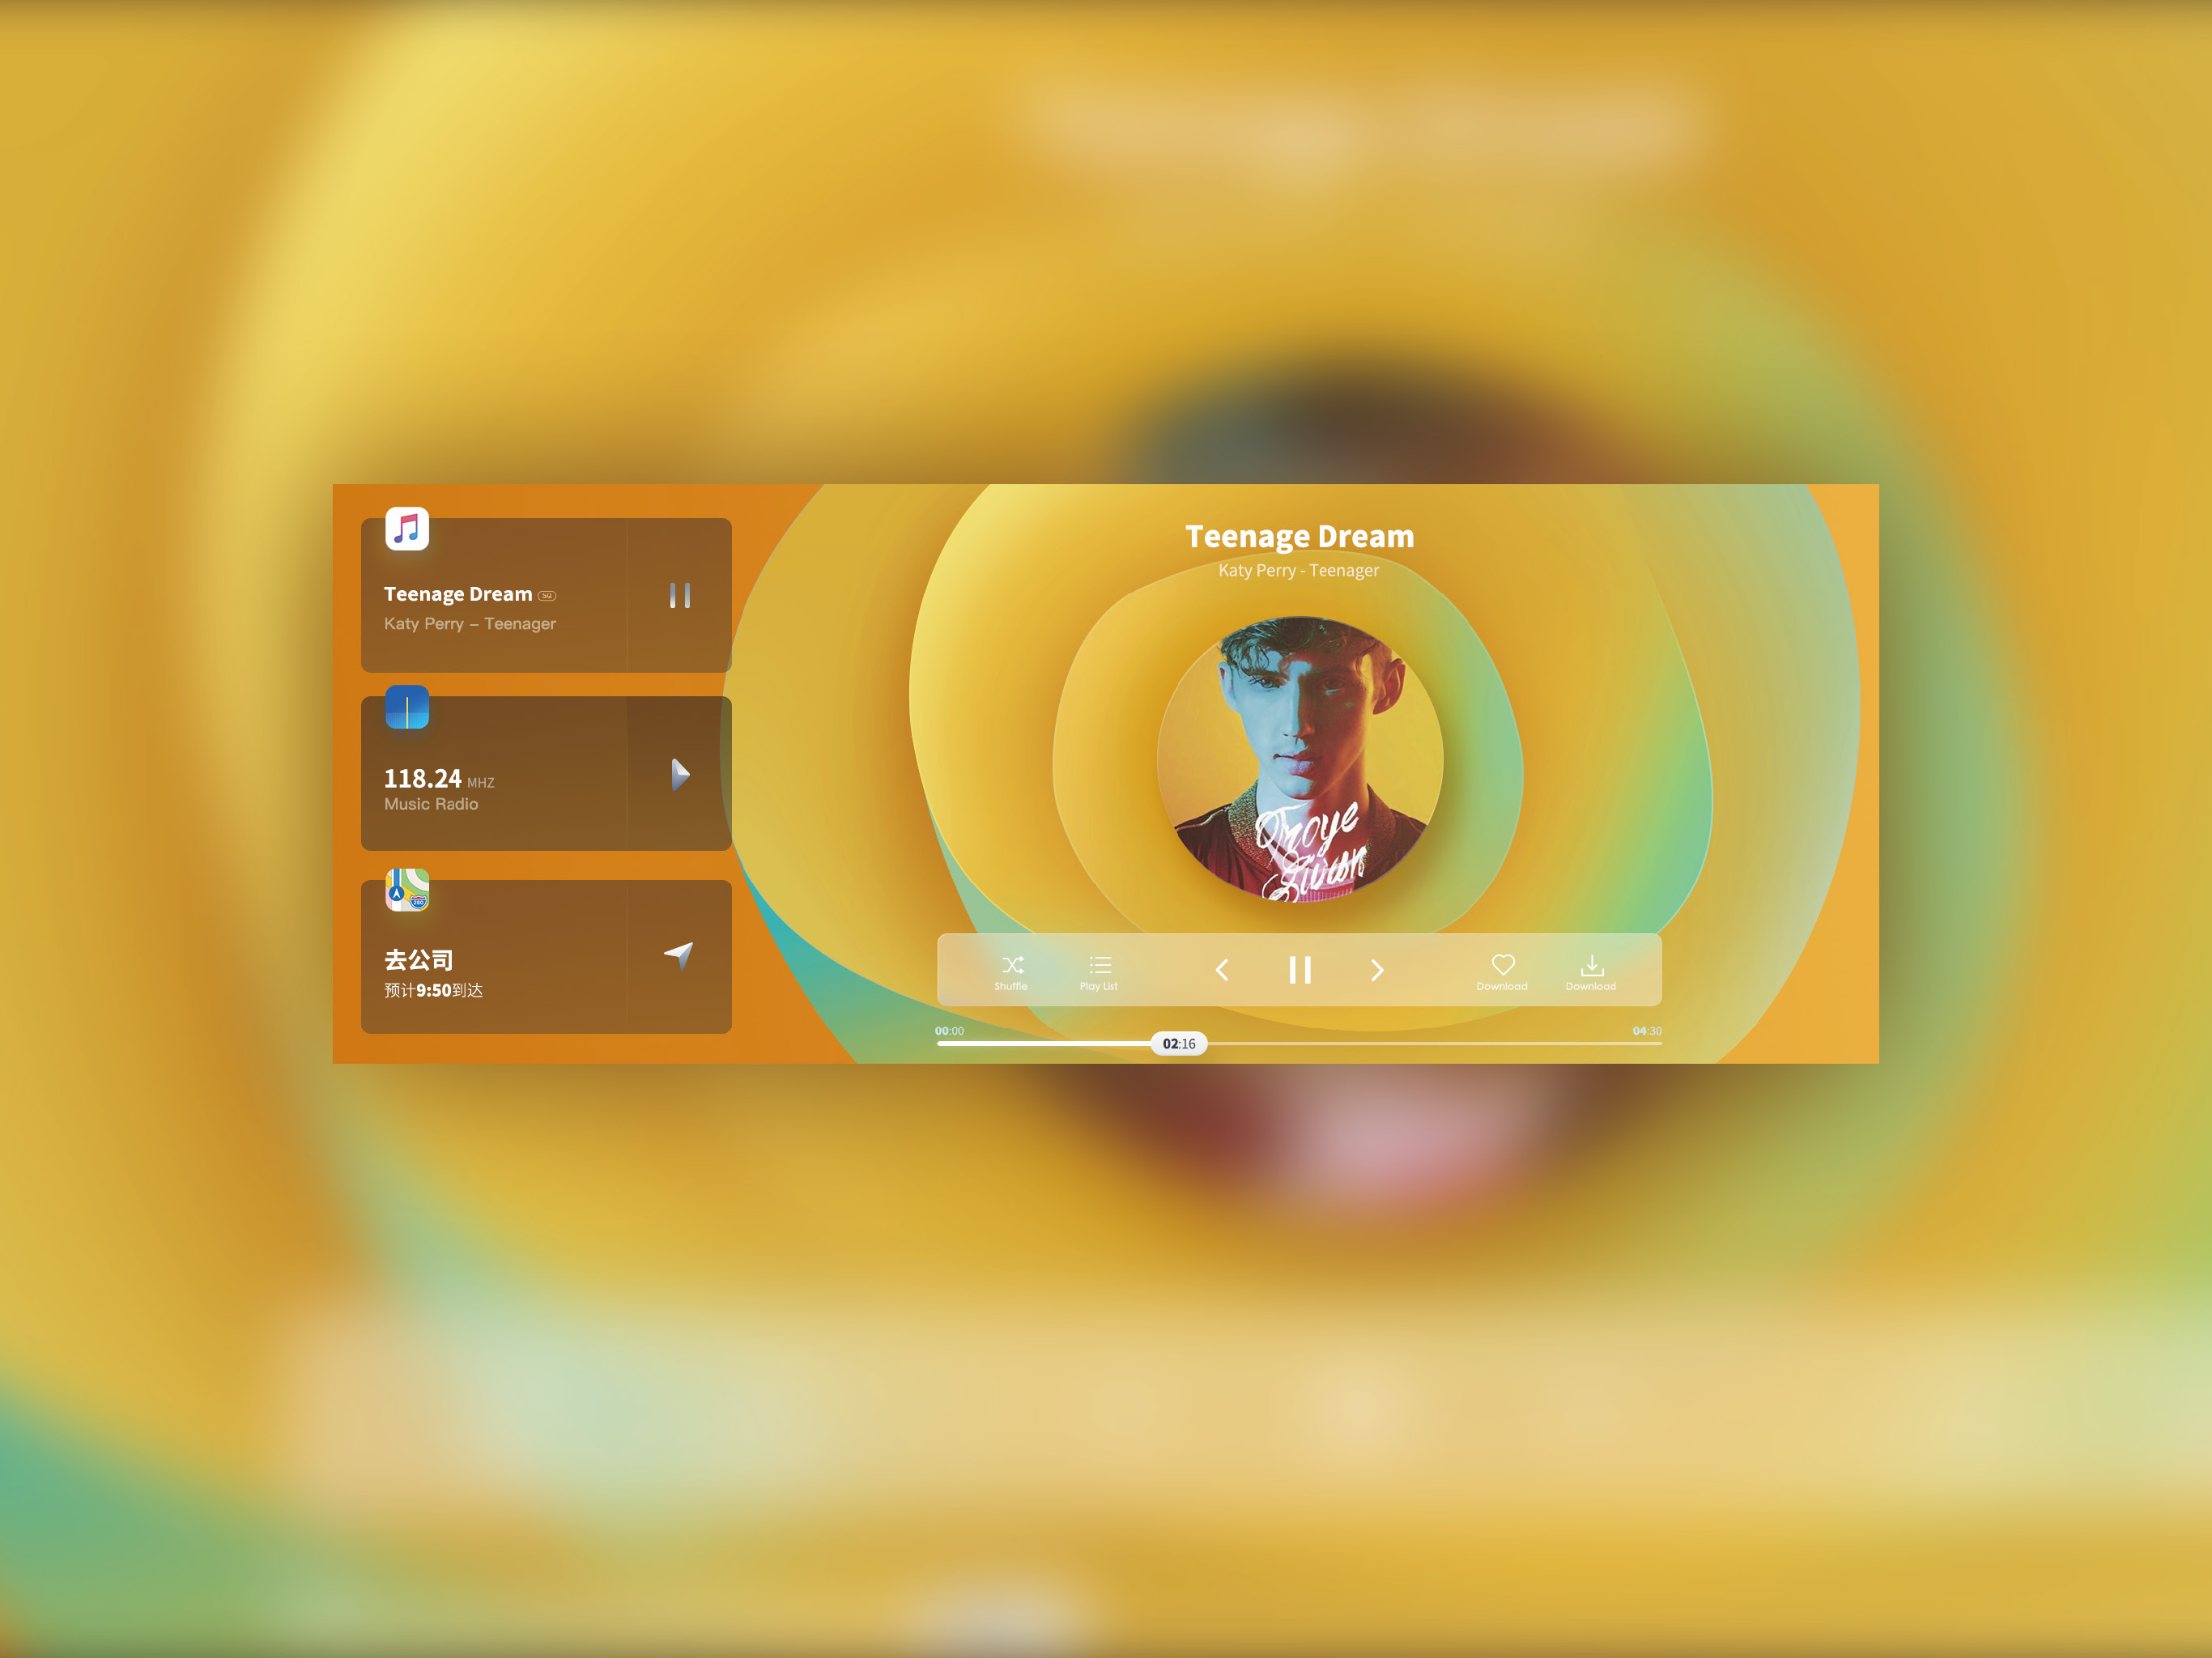 Teenage Dream SQ
Katy Perry – Teenager
118.24 MHZ
Music Radio
280
去公司
预计9:50到达
Teenage Dream
Katy Perry - Teenager
Troye
Sivan
Shuffle
Play List
Download
Download
00:00
04:30
02:16